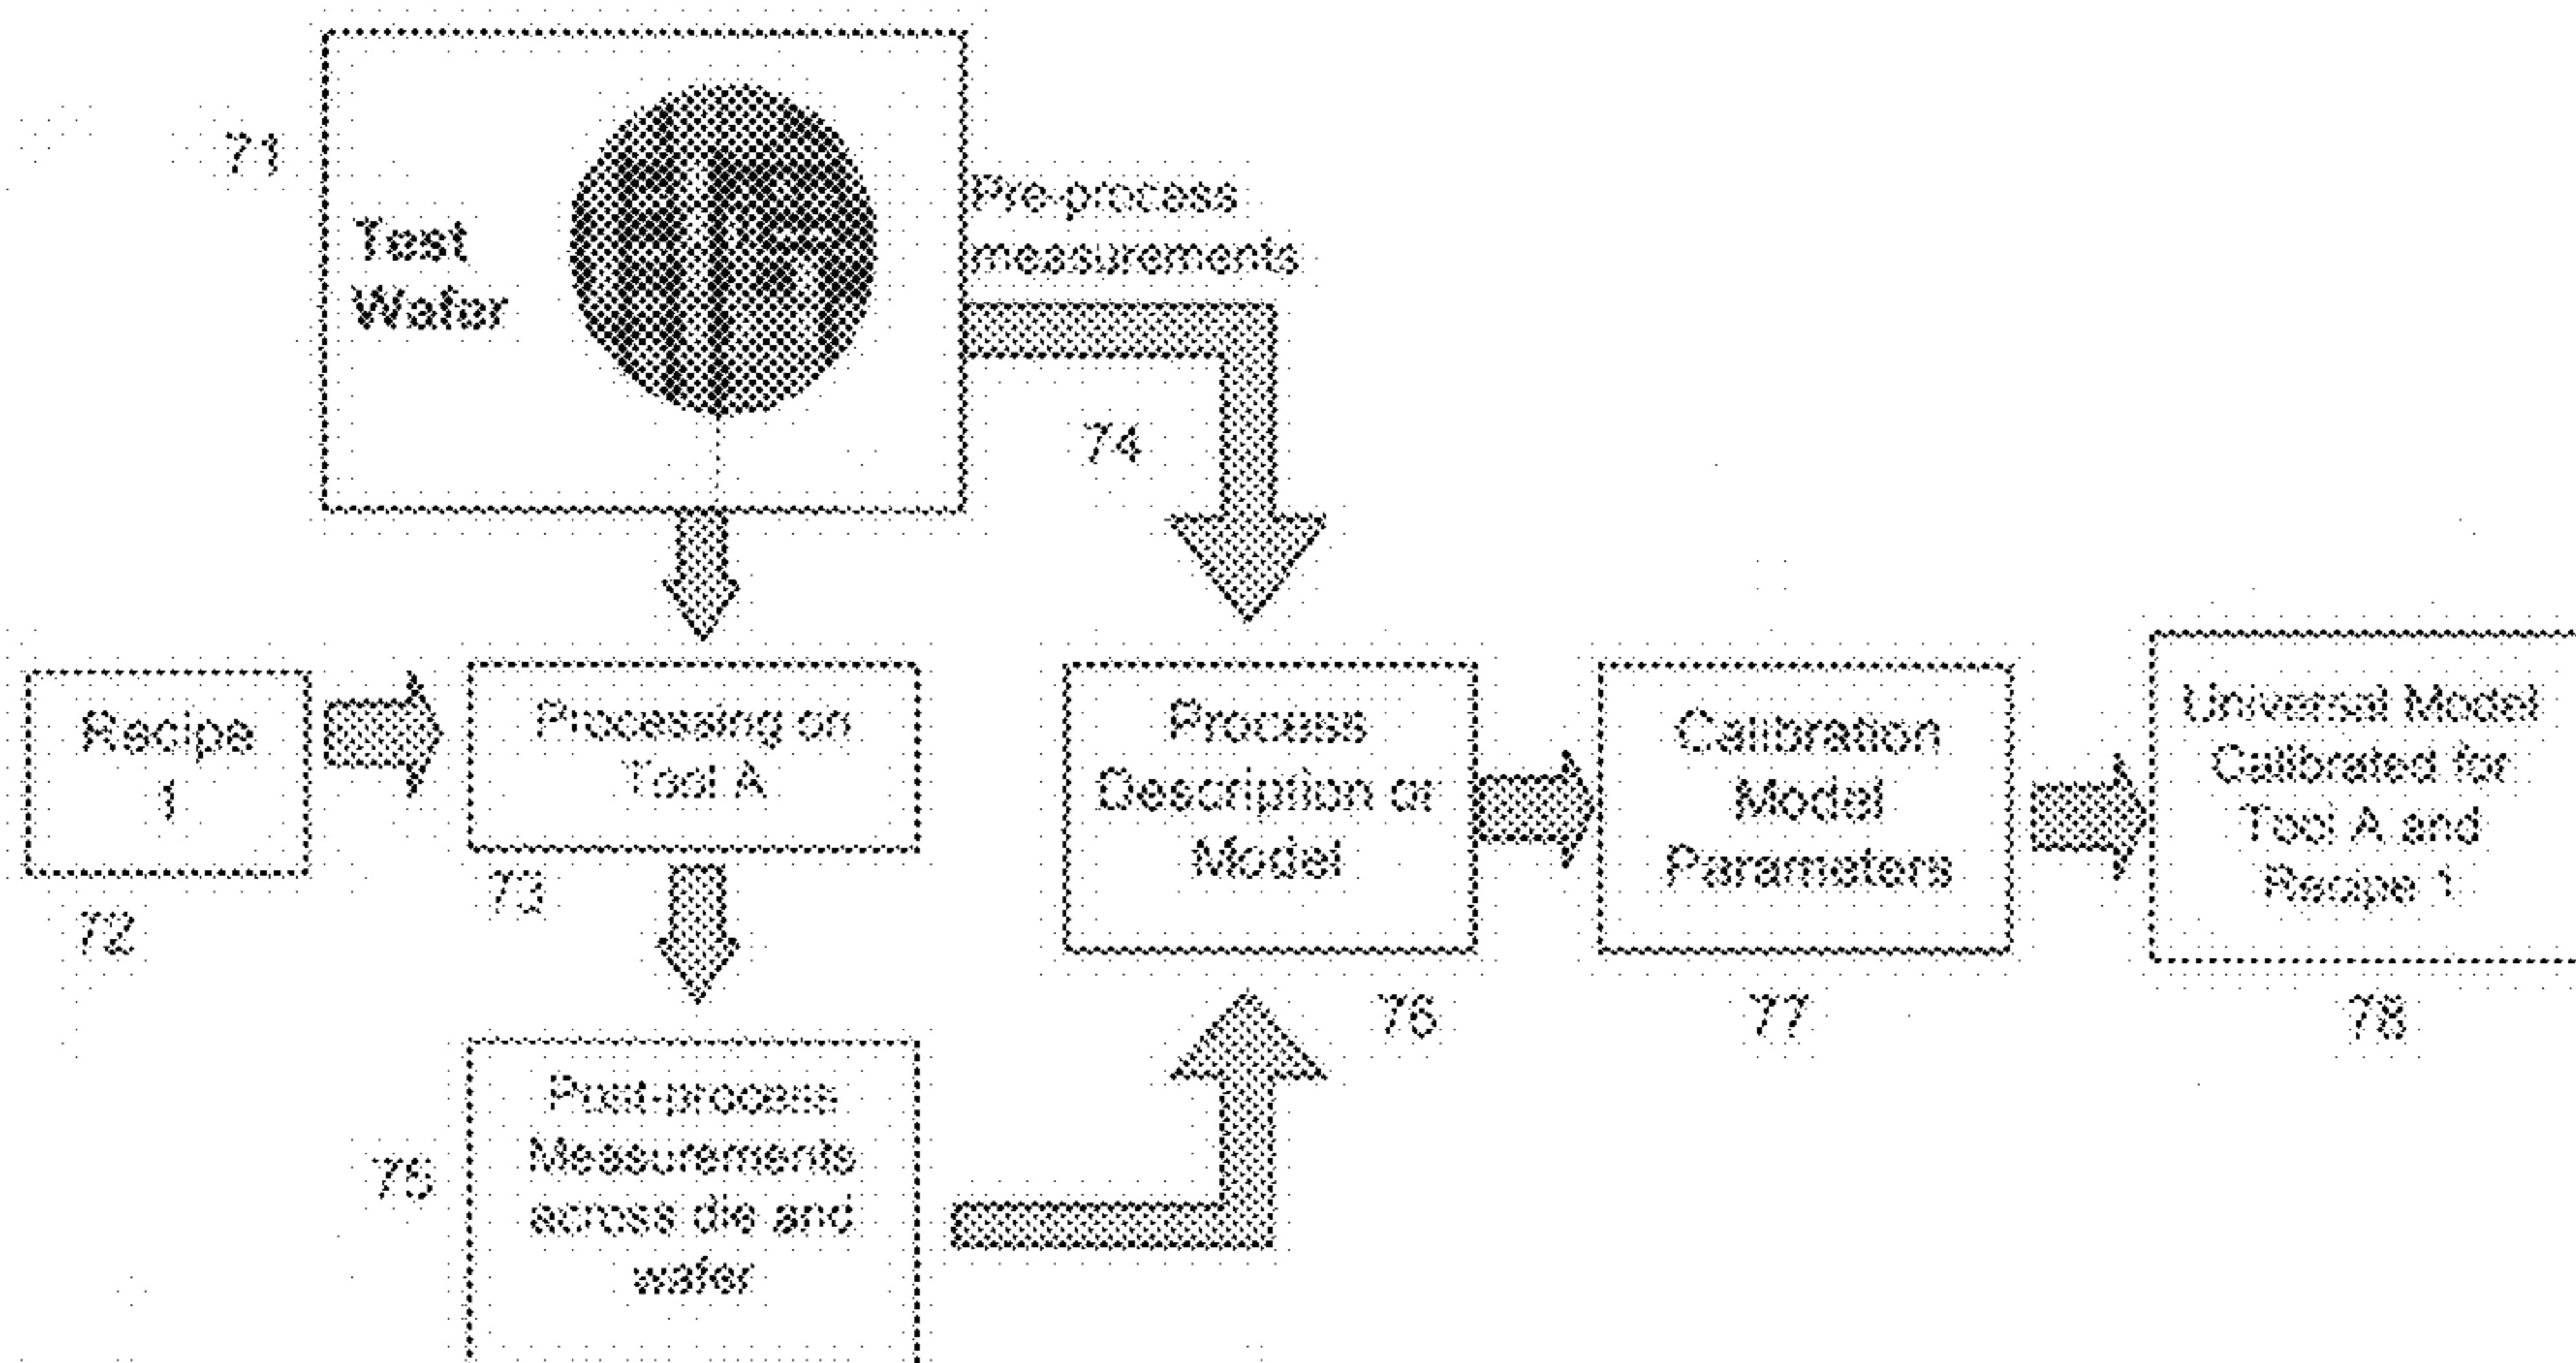 71
Test
Wafer
Pre-process
measurements
74
Recipe
1
72
Processing on
Tool A
73
Process
Description or
Model
76
Calibration
Model
Parameters
77
Universal Model
Calibrated for
Tool A and
Recipe 1
78
75
Post-process
Measurements
across die and
wafer